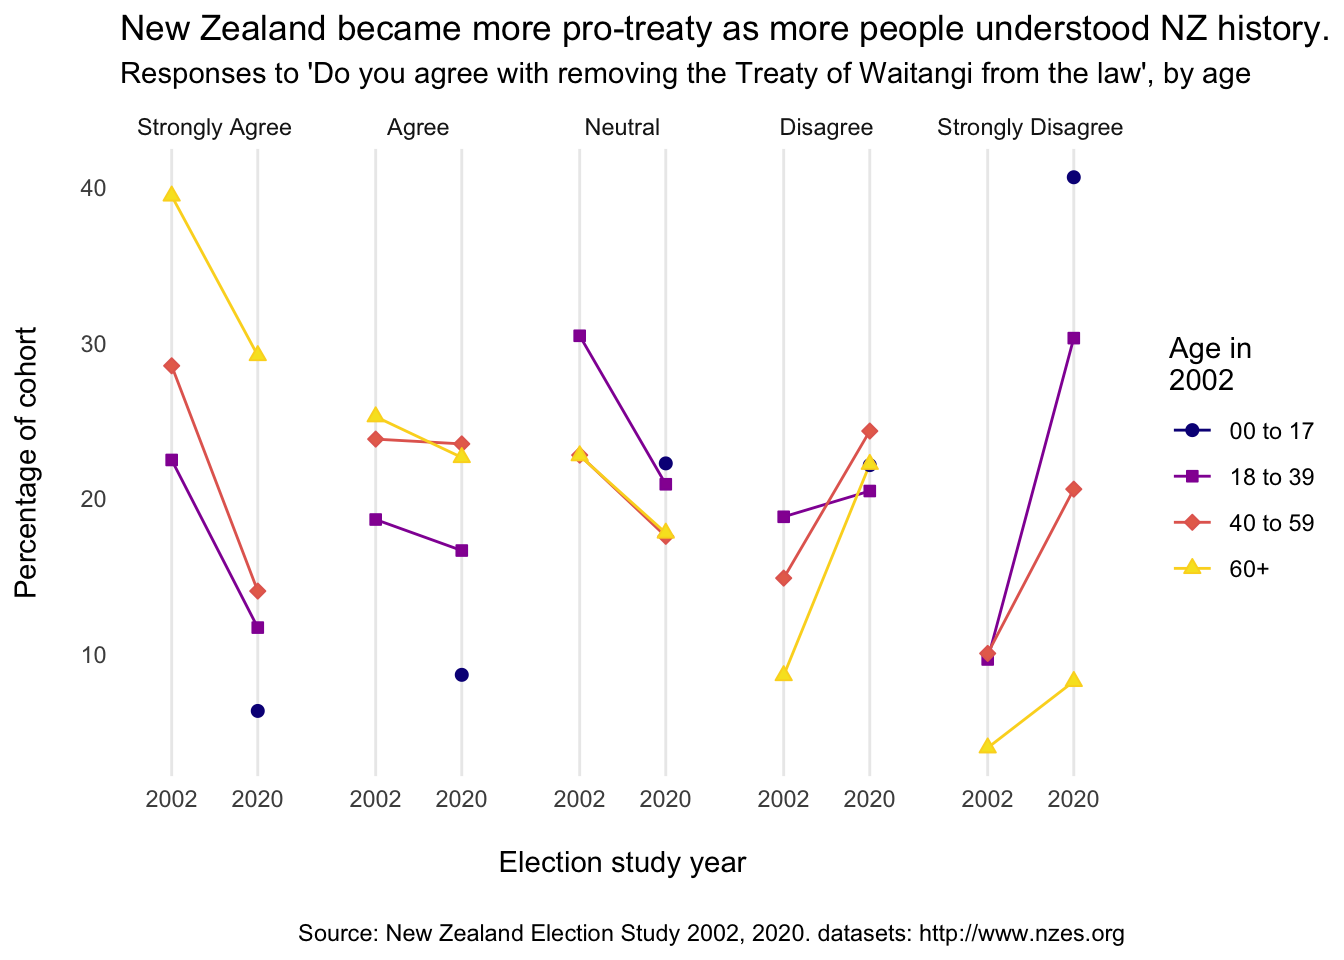 New Zealand became more pro-treaty as more people understood NZ history.
Responses to 'Do you agree with removing the Treaty of Waitangi from the law', by age
Strongly Agree Agree Neutral Disagree Strongly Disagree
40
30
20
10
Percentage of cohort
2002 2020 2002 2020 2002 2020 2002 2020 2002 2020
Election study year
Age in
2002
00 to 17
18 to 39
40 to 59
60+
Source: New Zealand Election Study 2002, 2020. datasets: http://www.nzes.org